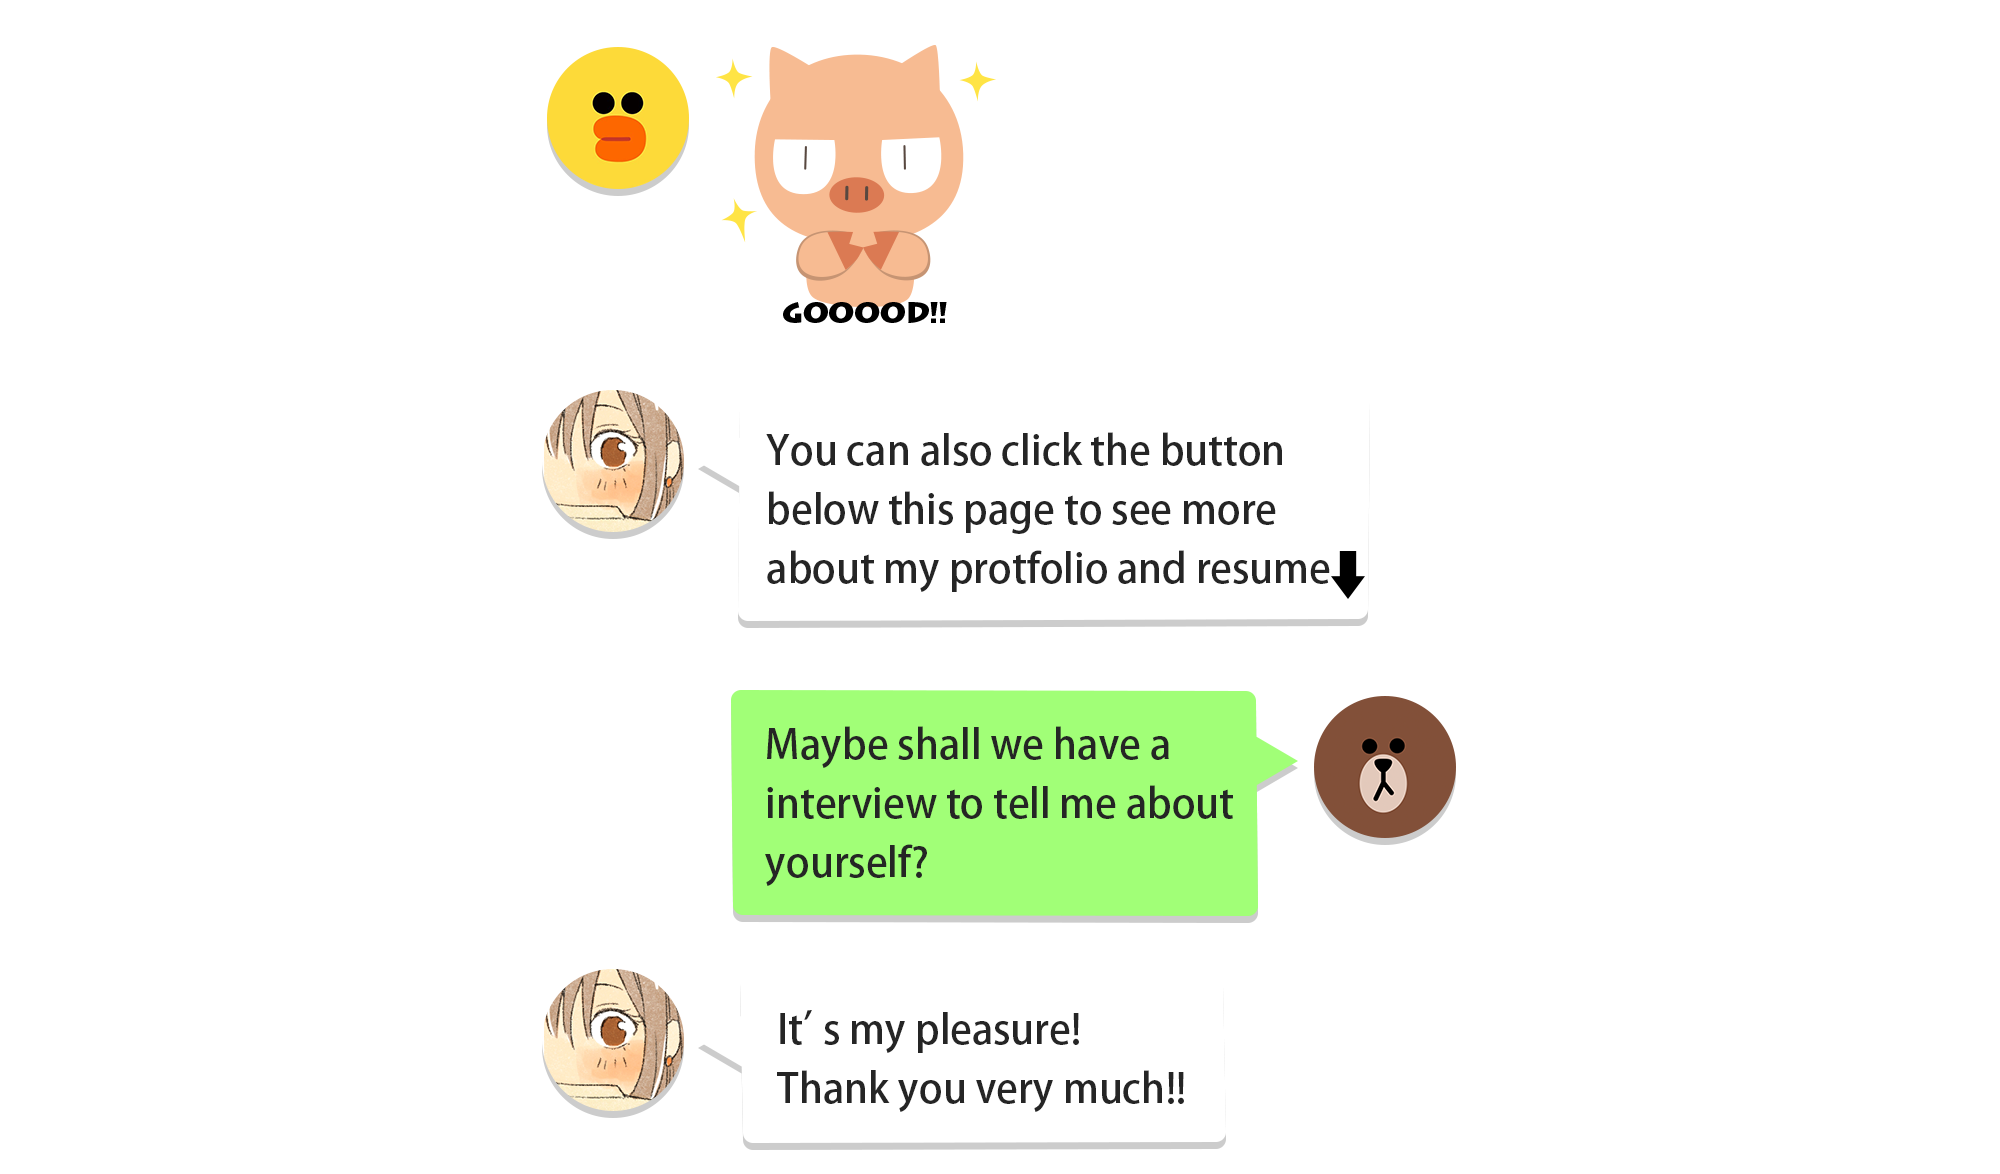 GOOOOD!!
You can also click the button
below this page to see more
about my protfolio and resume
Maybe shall we have a
interview to tell me about
yourself?
It´ s my pleasure!
Thank you very much!!